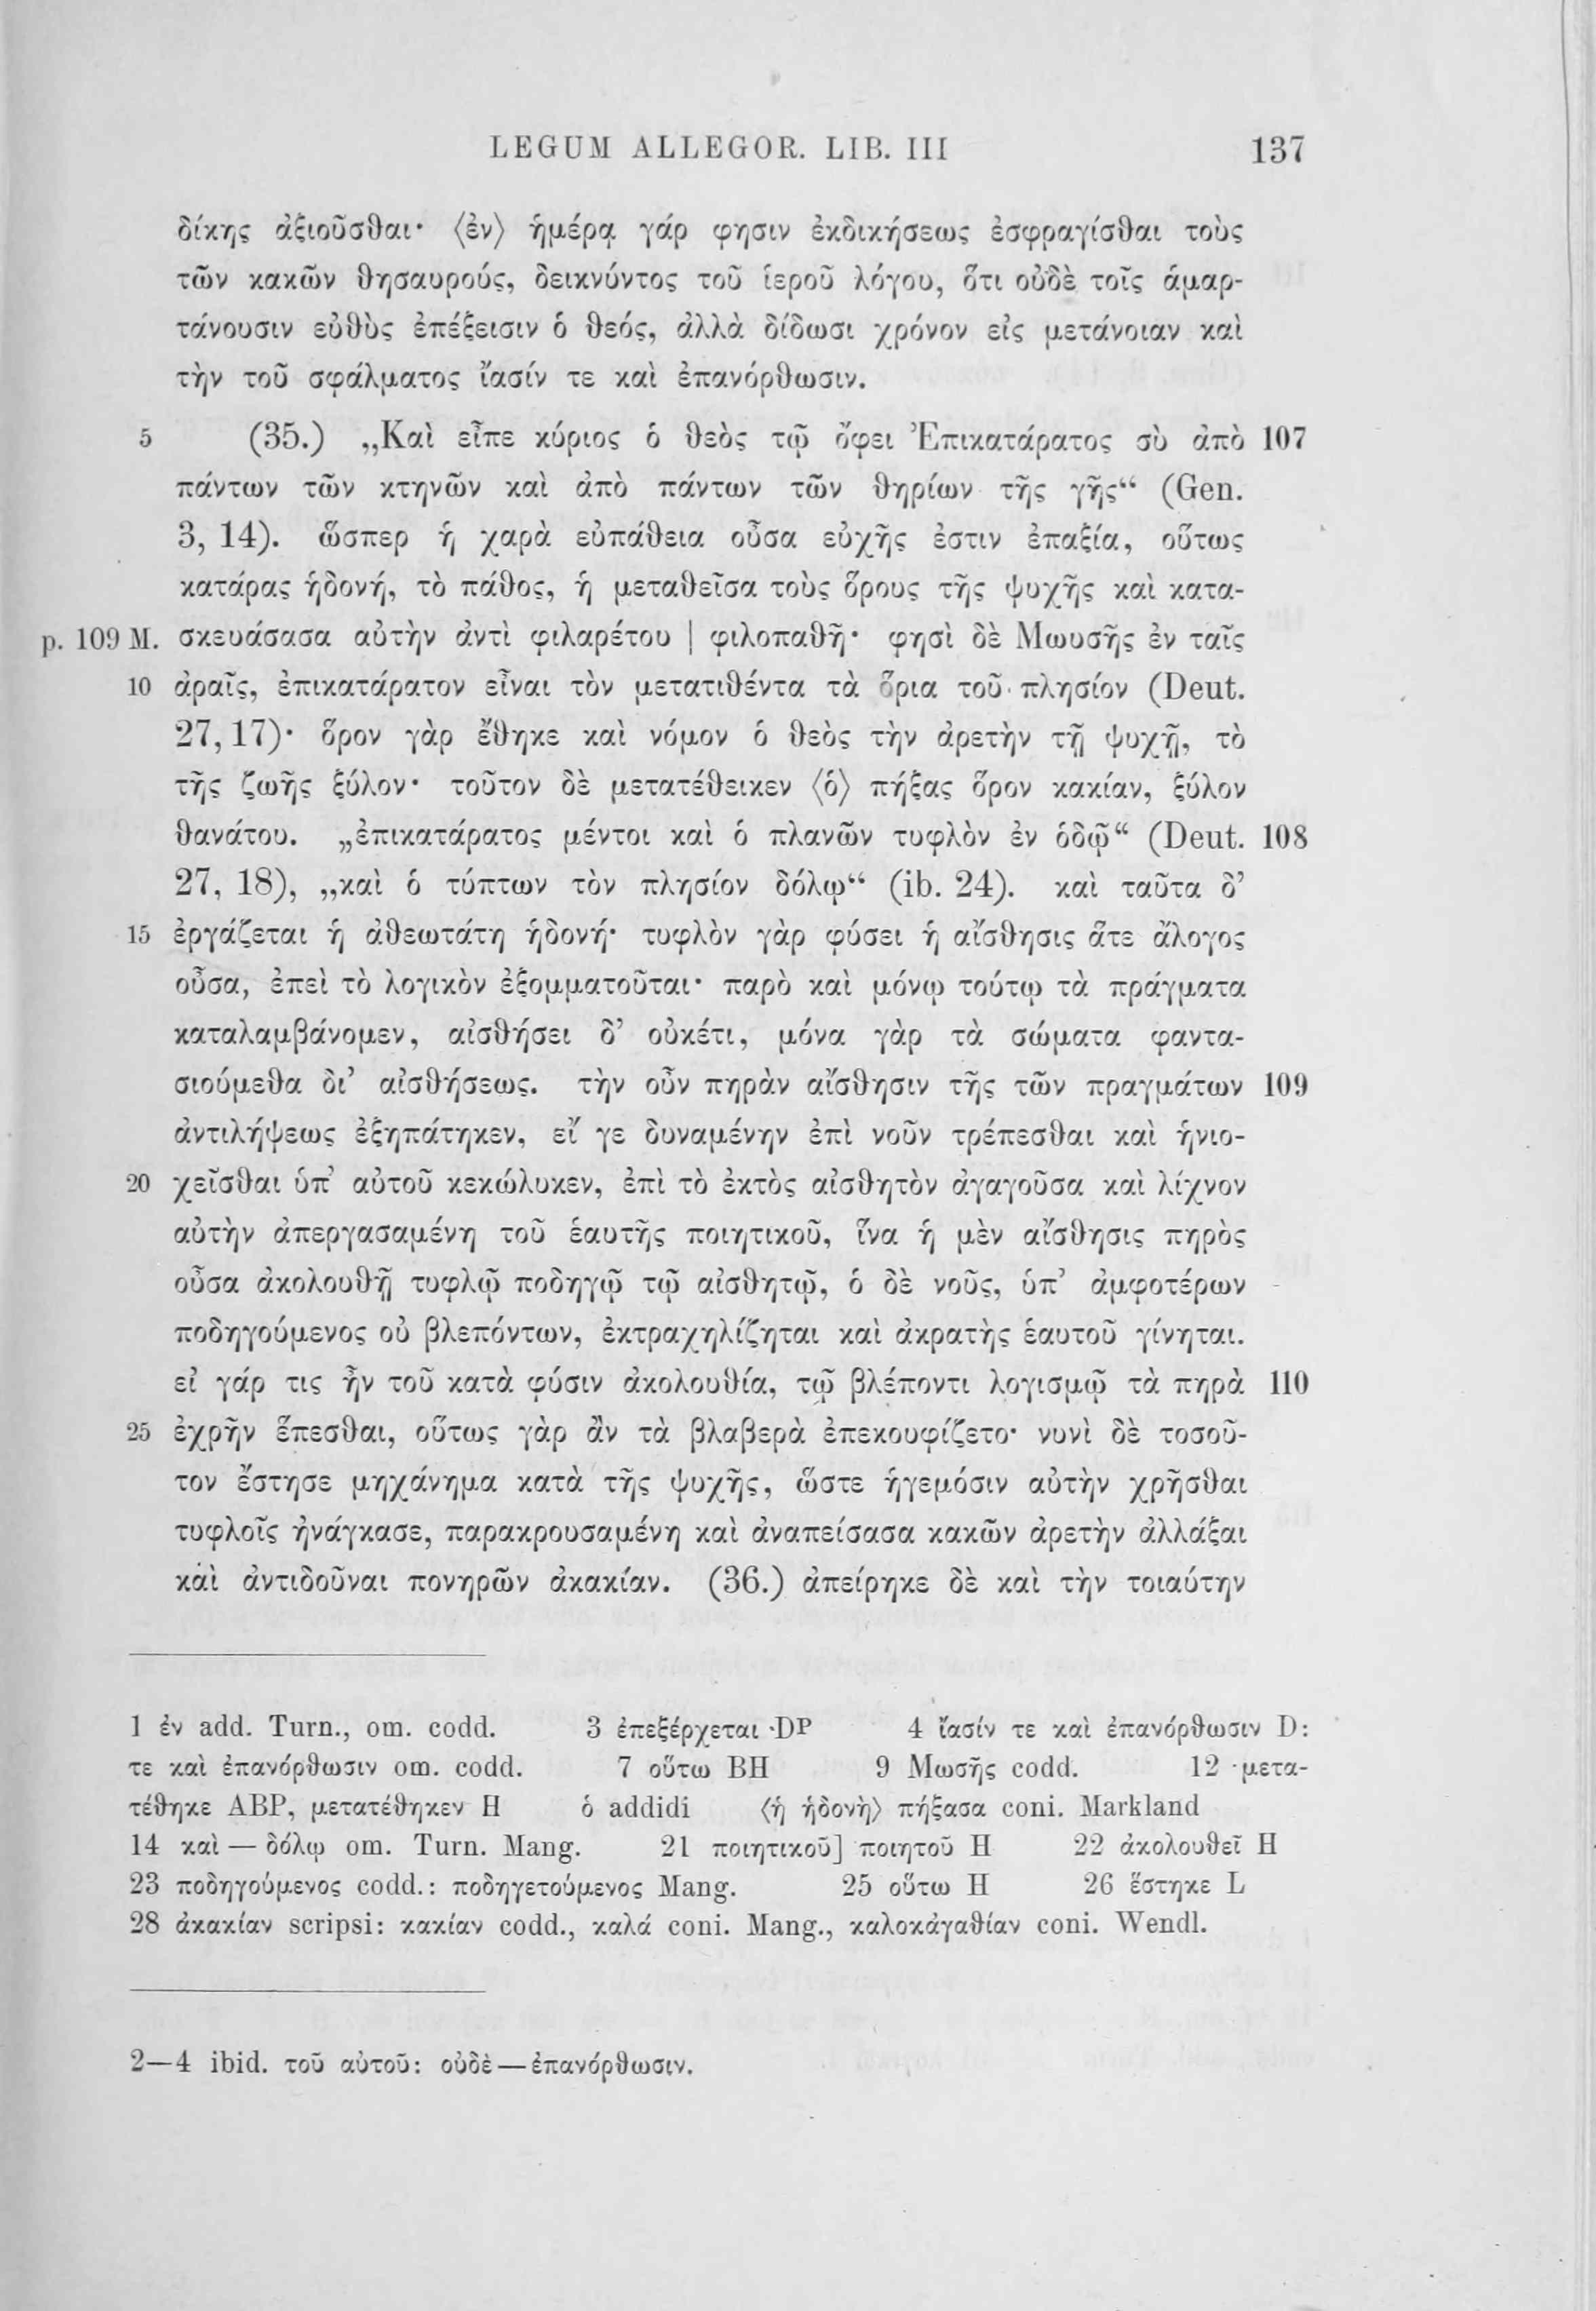 LEGUM ALLEGOR. LIB. III 137
δίκης ἀξιοῦσθαι· ⟨ἐν⟩ ἡμέρᾳ γάρ φησιν ἐκδικήσεως ἐσφραγίσθαι τοὺς
τῶν κακῶν θησαυρούς, δεικνύντος τοῦ ἱεροῦ λόγου, ὅτι οὐδὲ τοῖς ἁμαρ-
τάνουσιν εὐθὺς ἐπέξεισιν ὁ θεός, ἀλλὰ δίδωσι χρόνον εἰς μετάνοιαν καὶ
τὴν τοῦ σφάλματος ἴασίν τε καὶ ἐπανόρθωσιν.
5 (35.) „Καὶ εἶπε κύριος ὁ θεὸς τῷ ὄφει Ἐπικατάρατος σὺ ἀπὸ 107
πάντων τῶν κτηνῶν καὶ ἀπὸ πάντων τῶν θηρίων τῆς γῆς“ (Gen.
3, 14). ὥσπερ ἡ χαρὰ εὐπάθεια οὖσα εὐχῆς ἐστιν ἐπαξία, οὕτως
κατάρας ἡδονή, τὸ πάθος, ἡ μεταθεῖσα τοὺς ὅρους τῆς ψυχῆς καὶ κατα-
p. 109 M. σκευάσασα αὐτὴν ἀντὶ φιλαρέτου | φιλοπαθῆ· φησὶ δὲ Μωυσῆς ἐν ταῖς
10 ἀραῖς, ἐπικατάρατον εἶναι τὸν μετατιθέντα τὰ ὅρια τοῦ πλησίον (Deut.
27, 17)· ὅρον γὰρ ἔθηκε καὶ νόμον ὁ θεὸς τὴν ἀρετὴν τῇ ψυχῇ, τὸ
τῆς ζωῆς ξύλον· τοῦτον δὲ μετατέθεικεν ⟨ὁ⟩ πήξας ὅρον κακίαν, ξύλον
θανάτου. „ἐπικατάρατος μέντοι καὶ ὁ πλανῶν τυφλὸν ἐν ὁδῷ“ (Deut. 108
27, 18), „καὶ ὁ τύπτων τὸν πλησίον δόλῳ“ (ib. 24). καὶ ταῦτα δ’
15 ἐργάζεται ἡ ἀθεωτάτη ἡδονή· τυφλὸν γὰρ φύσει ἡ αἴσθησις ἅτε ἄλογος
οὖσα, ἐπεὶ τὸ λογικὸν ἐξομματοῦται· παρὸ καὶ μόνῳ τούτῳ τὰ πράγματα
καταλαμβάνομεν, αἰσθήσει δ’ οὐκέτι, μόνα γὰρ τὰ σώματα φαντα-
σιούμεθα δι’ αἰσθήσεως. τὴν οὖν πηρὰν αἴσθησιν τῆς τῶν πραγμάτων 109
ἀντιλήψεως ἐξηπάτηκεν, εἴ γε δυναμένην ἐπὶ νοῦν τρέπεσθαι καὶ ἡνιο-
20 χεῖσθαι ὑπ’ αὐτοῦ κεκώλυκεν, ἐπὶ τὸ ἐκτὸς αἰσθητὸν ἀγαγοῦσα καὶ λίχνον
αὐτὴν ἀπεργασαμένη τοῦ ἑαυτῆς ποιητικοῦ, ἵνα ἡ μὲν αἴσθησις πηρὸς
οὖσα ἀκολουθῇ τυφλῷ ποδηγῷ τῷ αἰσθητῷ, ὁ δὲ νοῦς, ὑπ’ ἀμφοτέρων
ποδηγούμενος οὐ βλεπόντων, ἐκτραχηλίζηται καὶ ἀκρατὴς ἑαυτοῦ γίνηται.
εἰ γάρ τις ἦν τοῦ κατὰ φύσιν ἀκολουθία, τῷ βλέποντι λογισμῷ τὰ πηρὰ 110
25 ἐχρῆν ἕπεσθαι, οὕτως γὰρ ἂν τὰ βλαβερὰ ἐπεκουφίζετο· νυνὶ δὲ τοσοῦ-
τον ἔστησε μηχάνημα κατὰ τῆς ψυχῆς, ὥστε ἡγεμόσιν αὐτὴν χρῆσθαι
τυφλοῖς ἠνάγκασε, παρακρουσαμένη καὶ ἀναπείσασα κακῶν ἀρετὴν ἀλλάξαι
καὶ ἀντιδοῦναι πονηρῶν ἀκακίαν. (36.) ἀπείρηκε δὲ καὶ τὴν τοιαύτην
1 ἐν add. Turn., om. codd. 3 ἐπεξέρχεται DP 4 ἴασίν τε καὶ ἐπανόρθωσιν D:
τε καὶ ἐπανόρθωσιν om. codd. 7 οὕτω BH 9 Μωσῆς codd. 12 μετα-
τέθηκε ABP, μετατέθηκεν H ὁ addidi ⟨ἡ ἡδονὴ⟩ πήξασα coni. Markland
14 καὶ — δόλῳ om. Turn. Mang. 21 ποιητικοῦ] ποιητοῦ H 22 ἀκολουθεῖ H
23 ποδηγούμενος codd.: ποδηγετούμενος Mang. 25 οὕτω H 26 ἕστηκε L
28 ἀκακίαν scripsi: κακίαν codd., καλά coni. Mang., καλοκἀγαθίαν coni. Wendl.
2—4 ibid. τοῦ αὐτοῦ: οὐδὲ — ἐπανόρθωσιν.